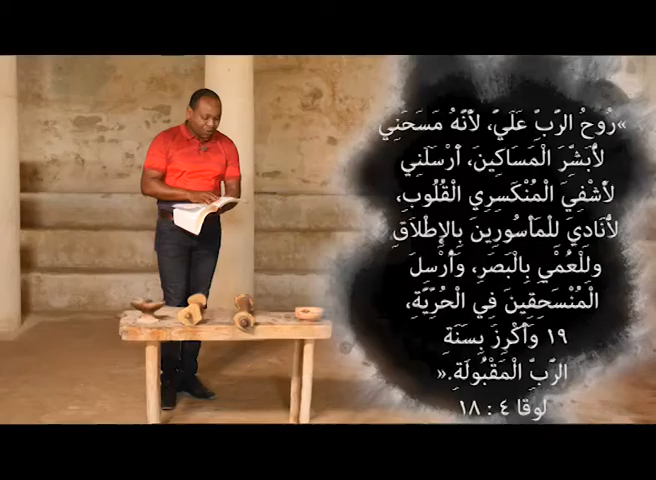 »رُوحُ الرَّبِّ عَلَيَّ، لأَنَّهُ مَسَحَنِي
لأُبَشِّرَ الْمَسَاكِينَ، أَرْسَلَنِي
لأَشْفِيَ الْمُنْكَسِرِي الْقُلُوبِ،
لأُنَادِيَ لِلْمَأْسُورِينَ بِالإِطْلاَقِ
ولِلْعُمْيِ بِالْبَصَرِ، وَأُرْسِلَ
الْمُنْسَحِقِينَ فِي الْحُرِّيَّةِ،
١٩ وَأَكْرِزَ بِسَنَةِ
الرَّبِّ الْمَقْبُولَةِ.«
لوقا ٤ : ١٨